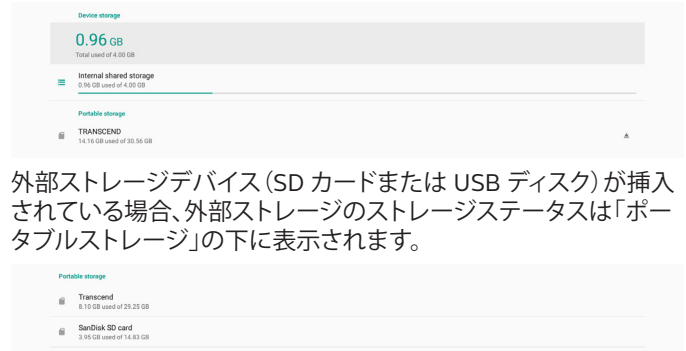 Device storage
0.96 GB
Total used of 4.00 GB
Internal shared storage
0.96 GB used of 4.00 GB
Portable storage
TRANSCEND
14.16 GB used of 30.56 GB
外部ストレージデバイス（SD カードまたは USB ディスク）が挿入
されている場合、外部ストレージのストレージステータスは「ポー
タブルストレージ」の下に表示されます。
Portable storage
Transcend
8.10 GB used of 29.25 GB
SanDisk SD card
3.95 GB used of 14.83 GB